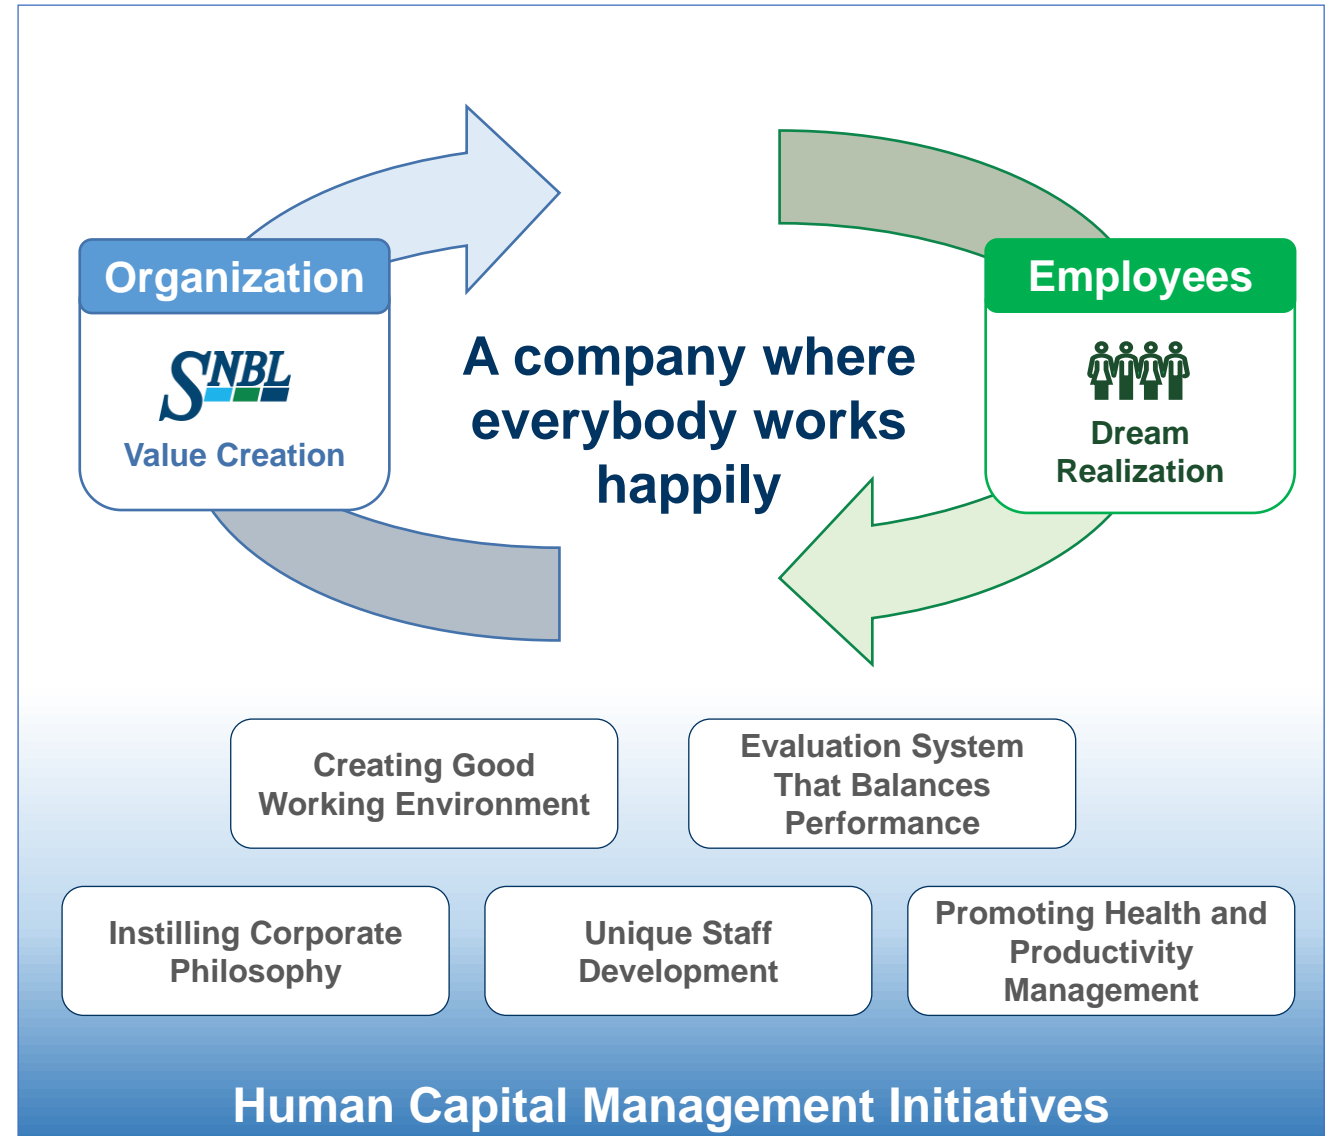 Organization
SNBL
Value Creation
A company where
everybody works
happily
Employees
Dream
Realization
Creating Good
Working Environment
Evaluation System
That Balances
Performance
Instilling Corporate
Philosophy
Unique Staff
Development
Promoting Health and
Productivity
Management
Human Capital Management Initiatives